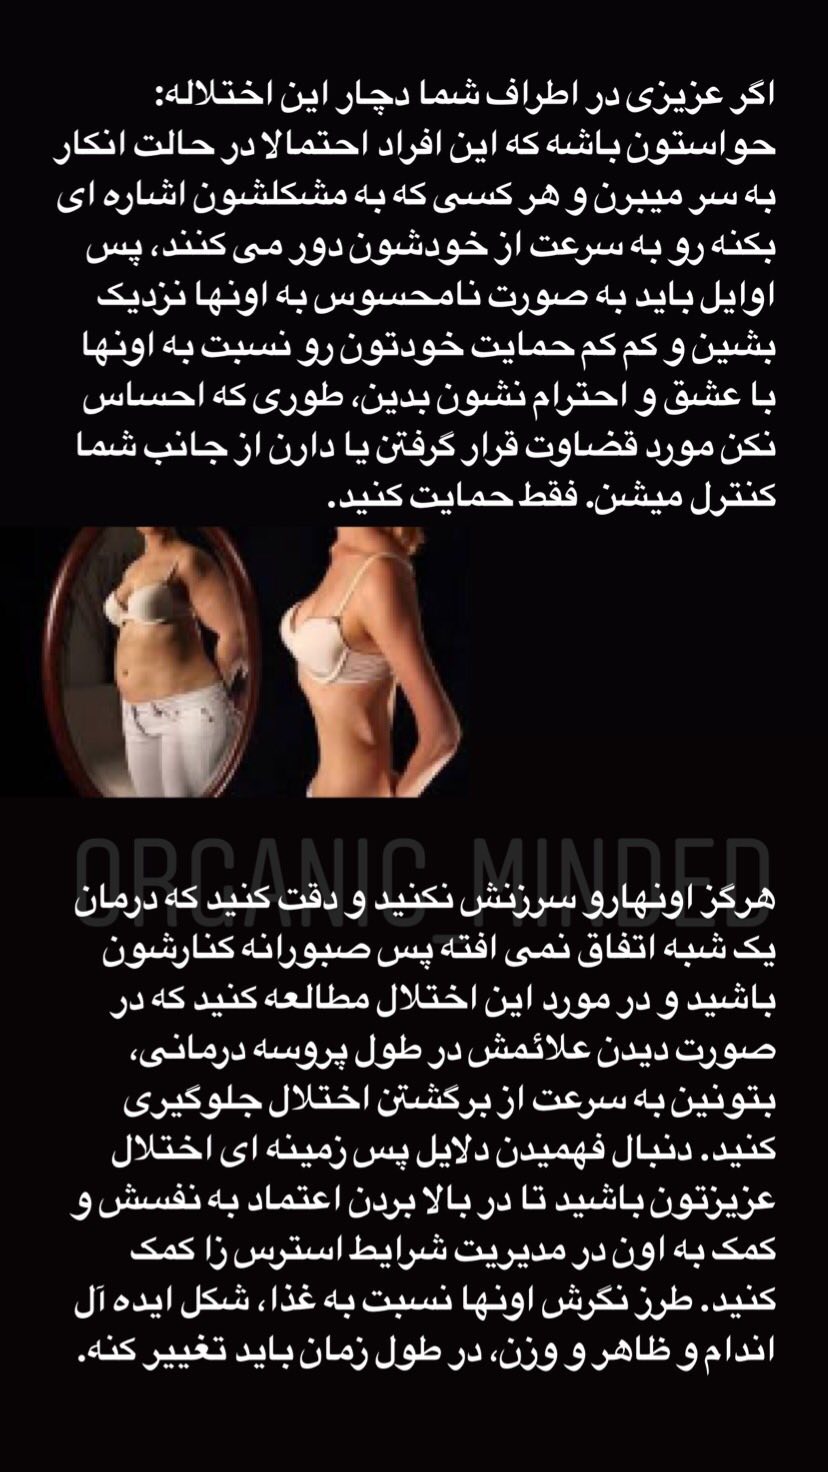 اگر عزیزی در اطراف شما دچار این اختلاله:
حواستون باشه که این افراد احتمالا در حالت انکار
به سر میبرن و هر کسی که به مشکلشون اشاره ای
بکنه رو به سرعت از خودشون دور می کنند، پس
اوایل باید به صورت نامحسوس به اونها نزدیک
بشین و کم کم حمایت خودتون رو نسبت به اونها
با عشق و احترام نشون بدین، طوری که احساس
نکن مورد قضاوت قرار گرفتن یا دارن از جانب شما
کنترل میشن. فقط حمایت کنید.
ORGANIC_MINDED
هرگز اونهارو سرزنش نکنید و دقت کنید که درمان
یک شبه اتفاق نمی افته پس صبورانه کنارشون
باشید و در مورد این اختلال مطالعه کنید که در
صورت دیدن علائمش در طول پروسه درمانی،
بتونین به سرعت از برگشتن اختلال جلوگیری
کنید. دنبال فهمیدن دلایل پس زمینه ای اختلال
عزیزتون باشید تا در بالا بردن اعتماد به نفسش و
کمک به اون در مدیریت شرایط استرس زا کمک
کنید. طرز نگرش اونها نسبت به غذا، شکل ایده آل
اندام و ظاهر و وزن، در طول زمان باید تغییر کنه.